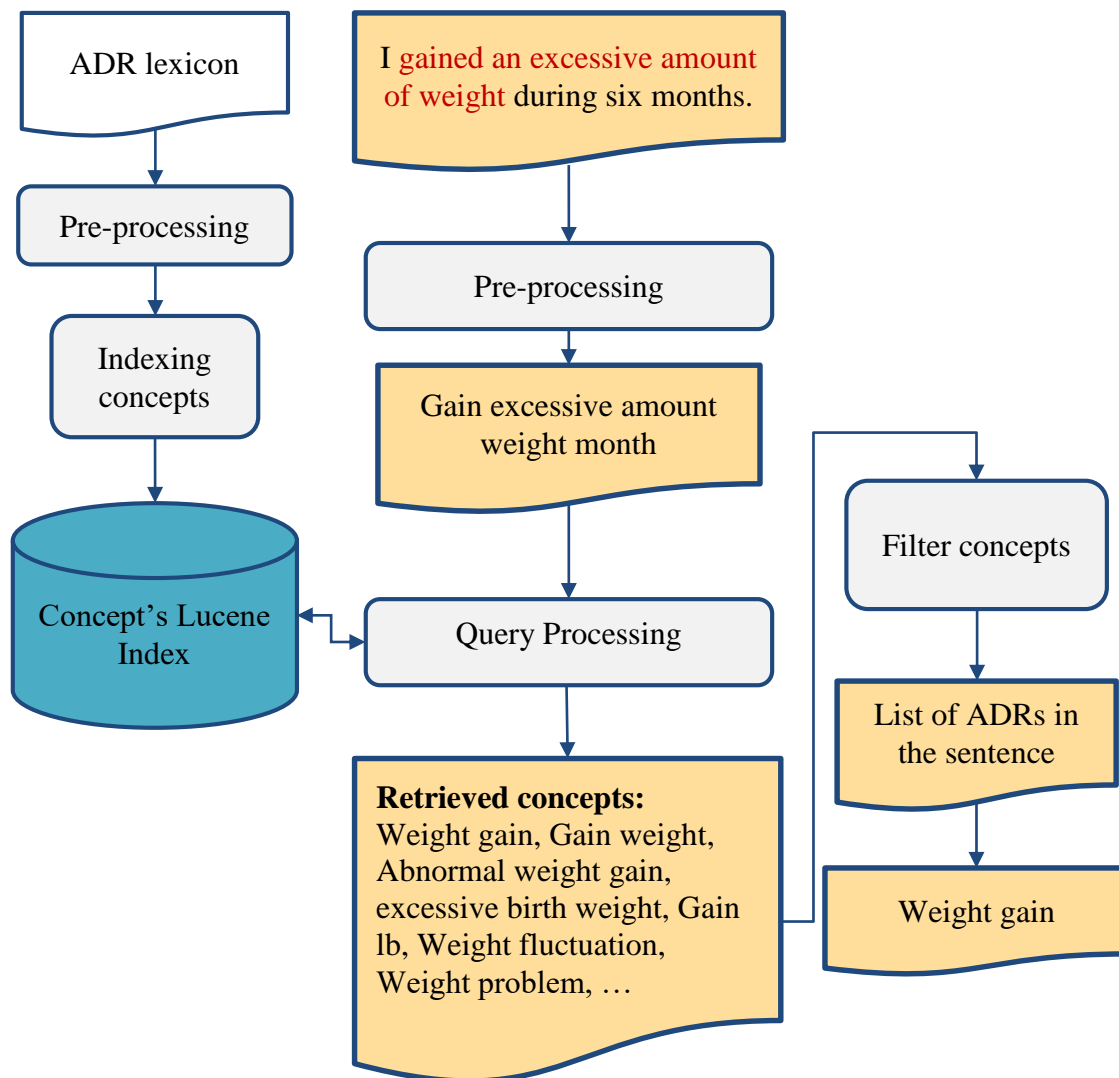 ADR lexicon
Pre-processing
Indexing
concepts
Concept’s Lucene
Index
I gained an excessive amount
of weight during six months.
Pre-processing
Gain excessive amount
weight month
Query Processing
Retrieved concepts:
Weight gain, Gain weight,
Abnormal weight gain,
excessive birth weight, Gain
lb, Weight fluctuation,
Weight problem, …
Filter concepts
List of ADRs in
the sentence
Weight gain